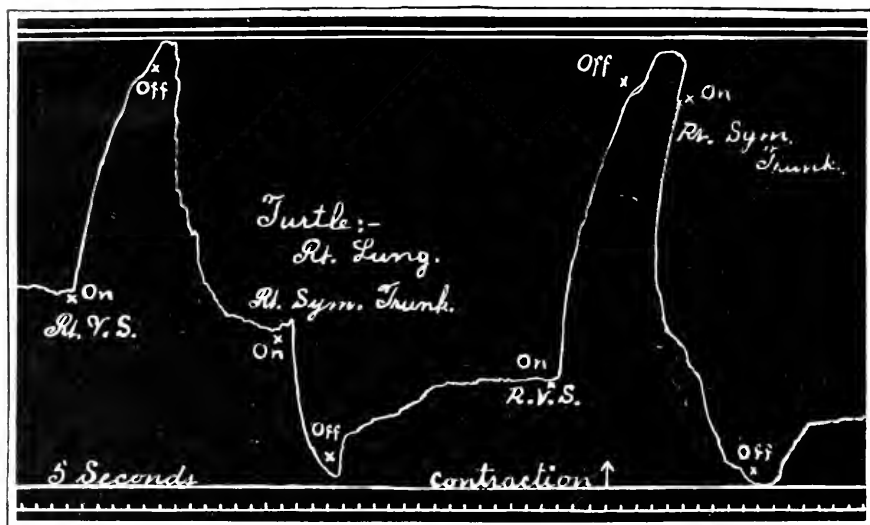 Off
Off
On
Rt. Sym.
Trunk.
Turtle:-
Rt. Lung.
On
Rt. V. S.
Rt. Sym. Trunk.
On
On
R. V. S.
Off
Off
5 Seconds
contraction ↑